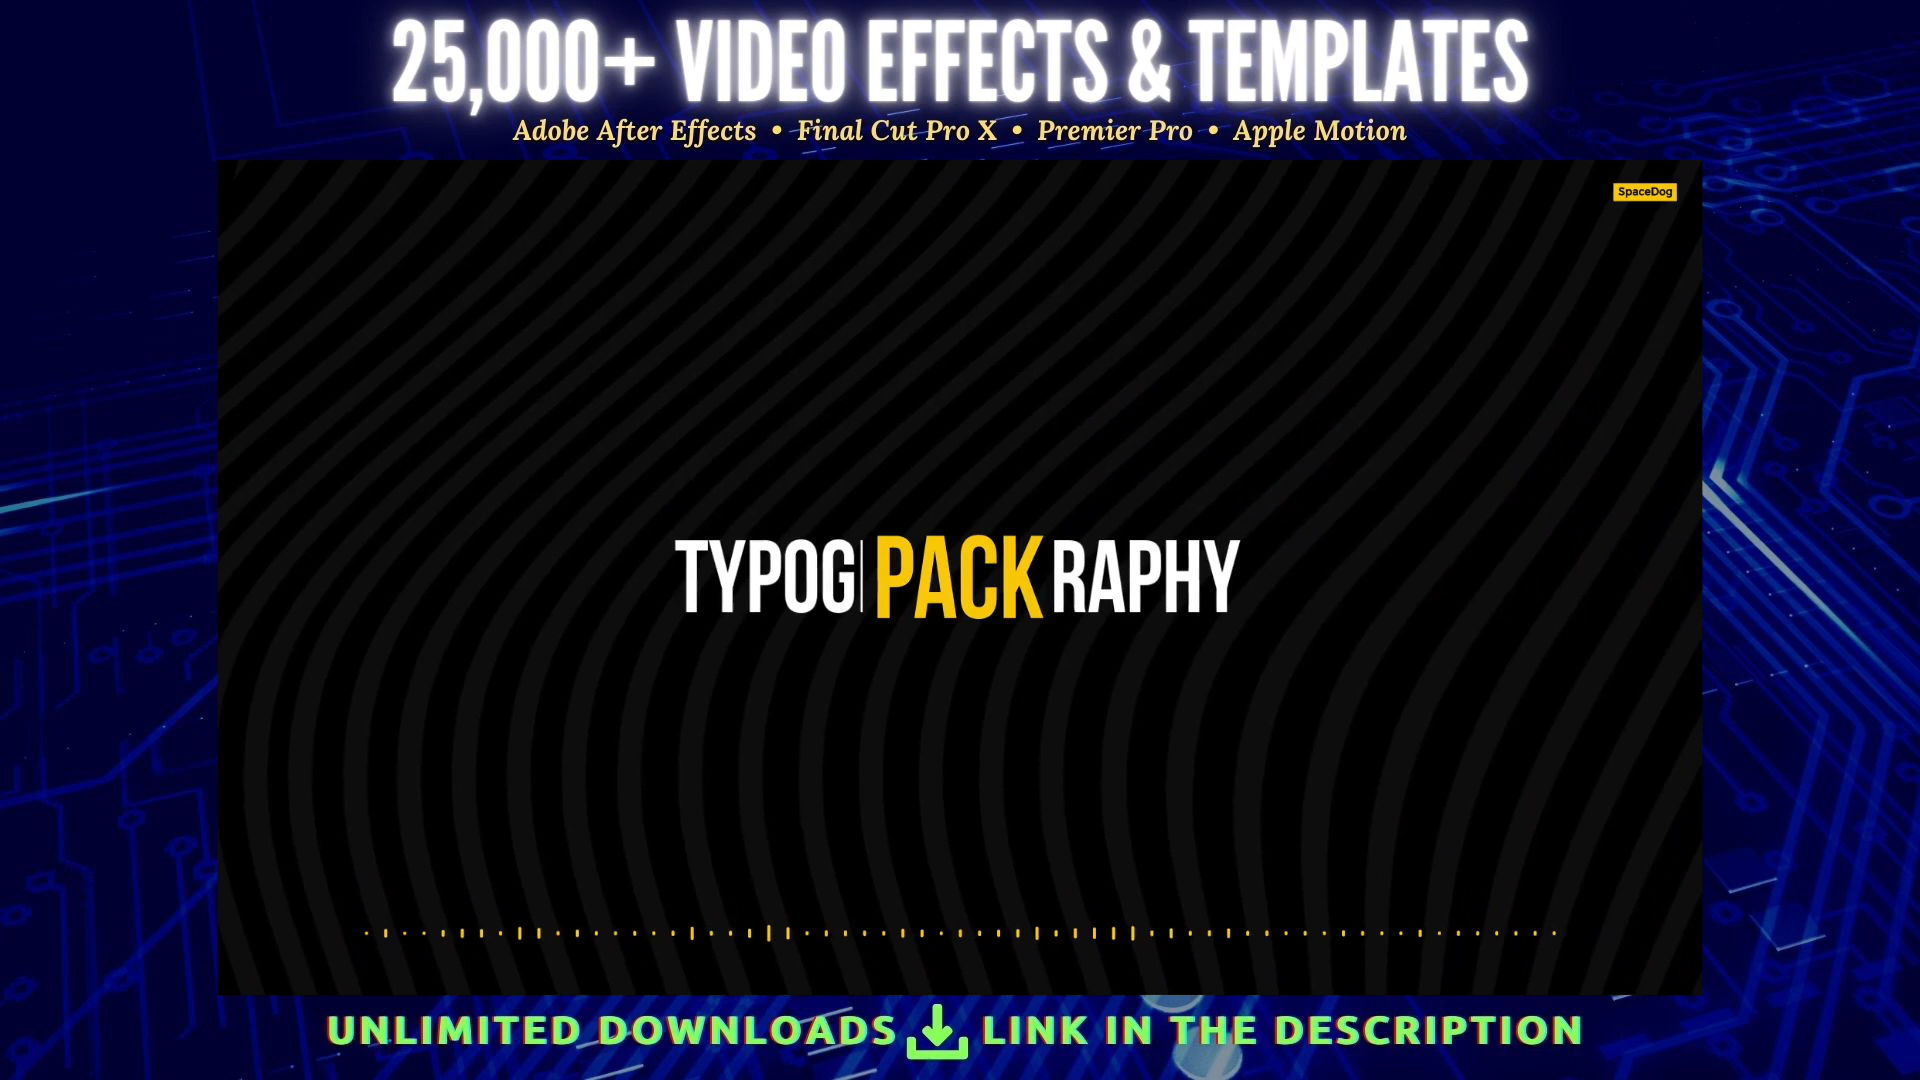 25,000+ VIDEO EFFECTS & TEMPLATES
Adobe After Effects • Final Cut Pro X • Premier Pro • Apple Motion
SpaceDog
TYPOG PACK RAPHY
UNLIMITED DOWNLOADS LINK IN THE DESCRIPTION